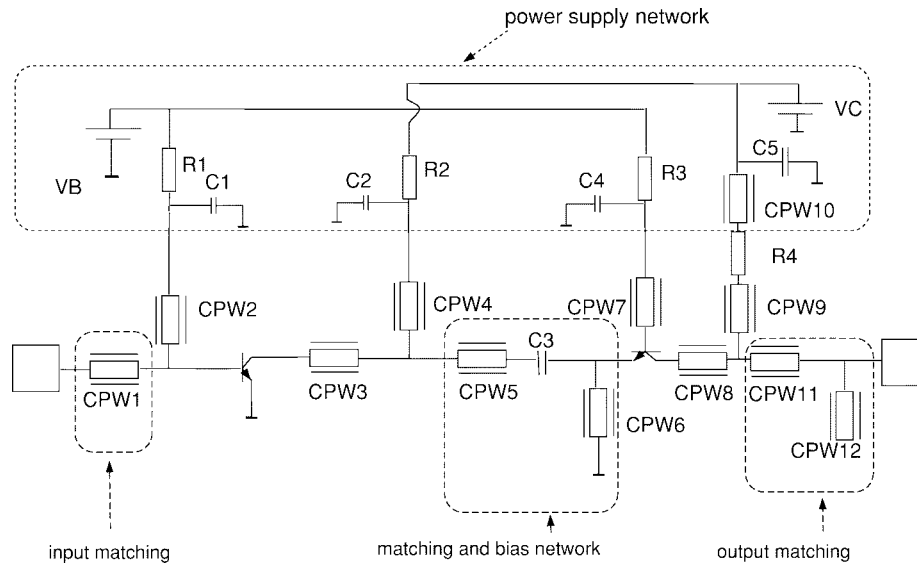 power supply network
VC
C5
R1
R2
R3
C1
C2
C4
VB
CPW10
R4
CPW2
CPW4
CPW7
CPW9
C3
CPW1
CPW3
CPW5
CPW8
CPW11
CPW6
CPW12
input matching
matching and bias network
output matching